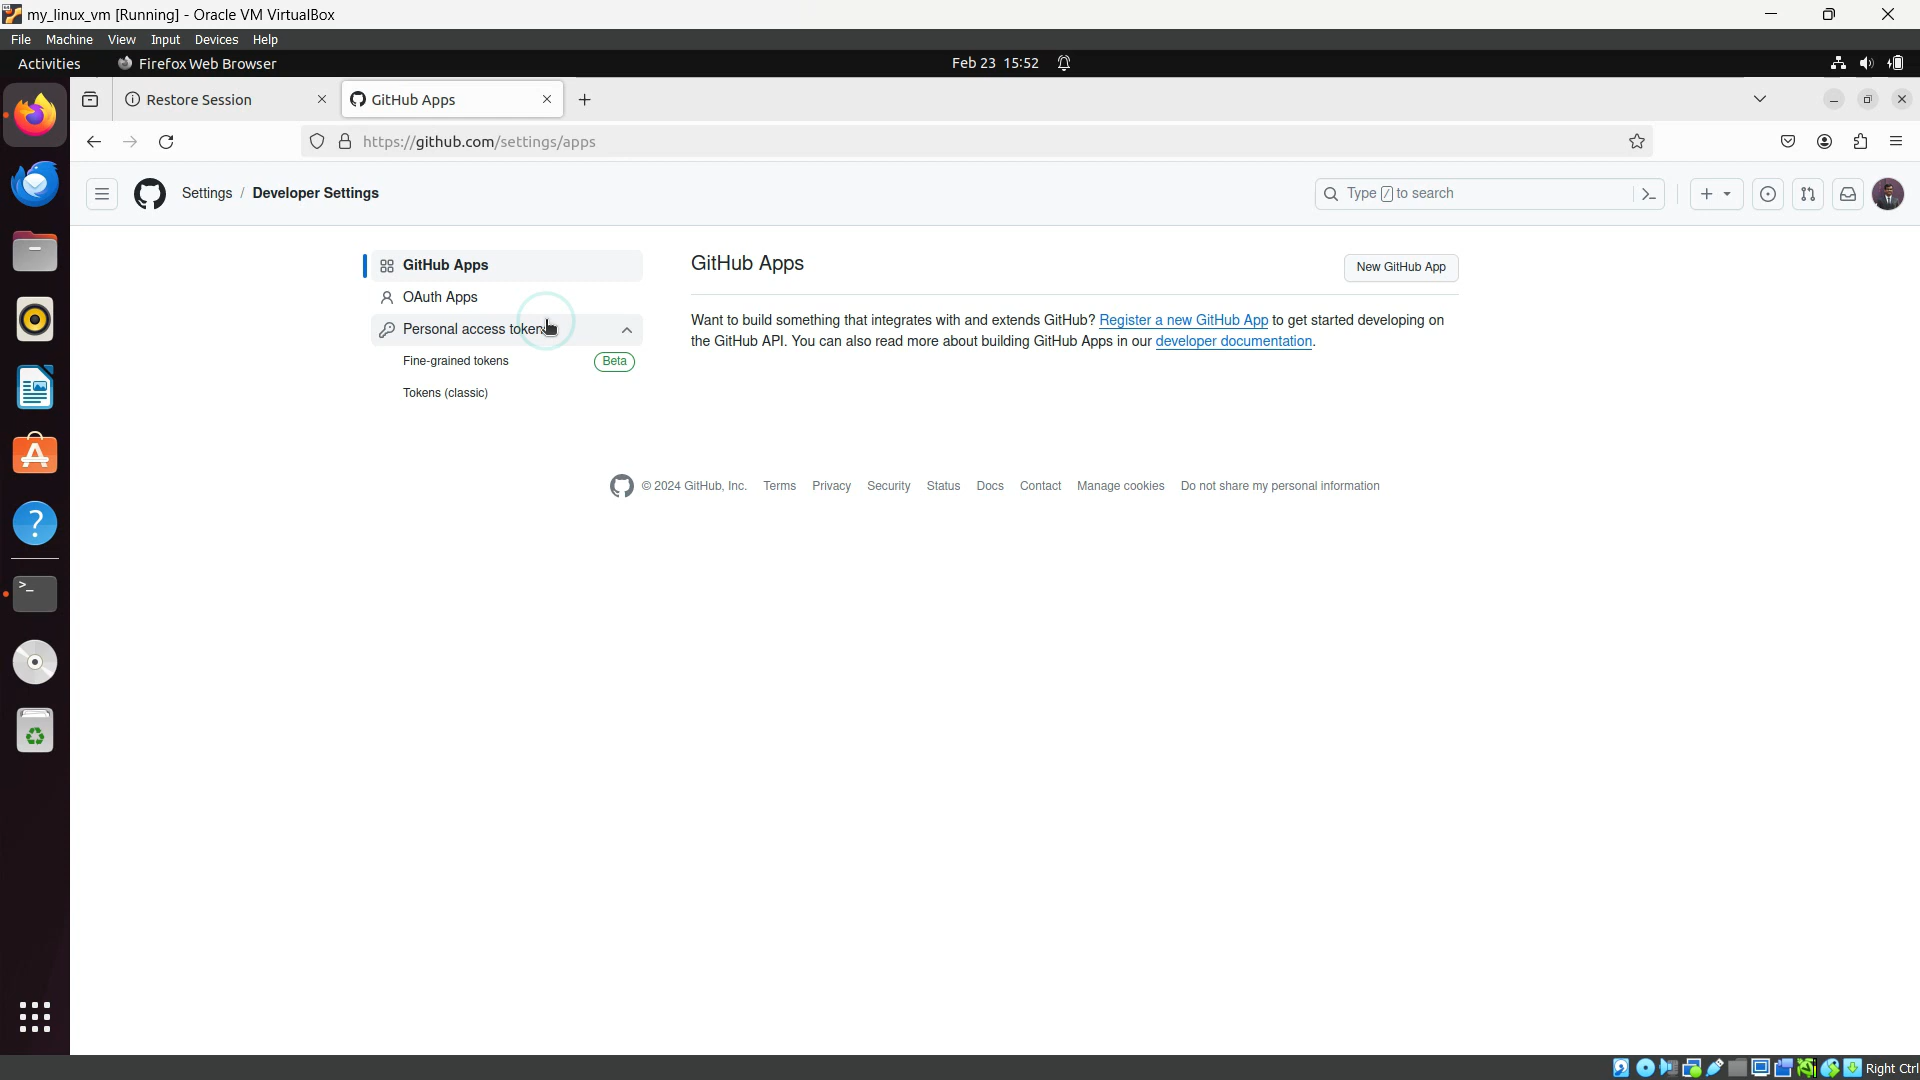 my_linux_vm [Running] - Oracle VM VirtualBox
File Machine View Input Devices Help
Activities Firefox Web Browser Feb 23 15:52
Restore Session GitHub Apps
https://github.com/settings/apps
Settings / Developer Settings Type / to search
GitHub Apps
OAuth Apps
Personal access tokens
Fine-grained tokens Beta
Tokens (classic)
GitHub Apps New GitHub App
Want to build something that integrates with and extends GitHub? Register a new GitHub App to get started developing on
the GitHub API. You can also read more about building GitHub Apps in our developer documentation.
© 2024 GitHub, Inc. Terms Privacy Security Status Docs Contact Manage cookies Do not share my personal information
Right Ctrl